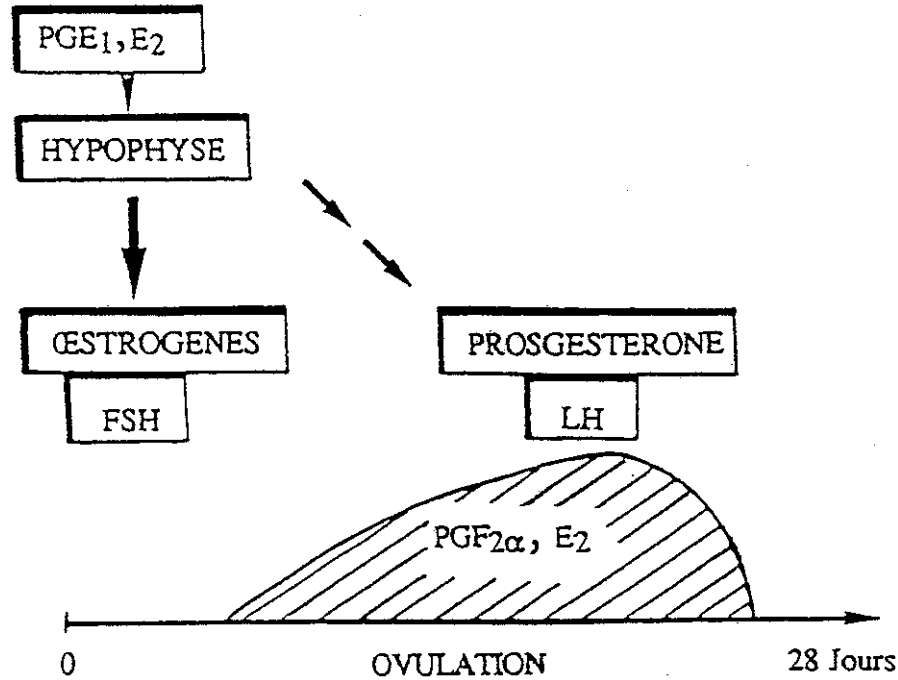 PGE₁, E₂
HYPOPHYSE
ŒSTROGENES PROSGESTERONE
FSH LH
PGF₂α, E₂
0 OVULATION 28 Jours